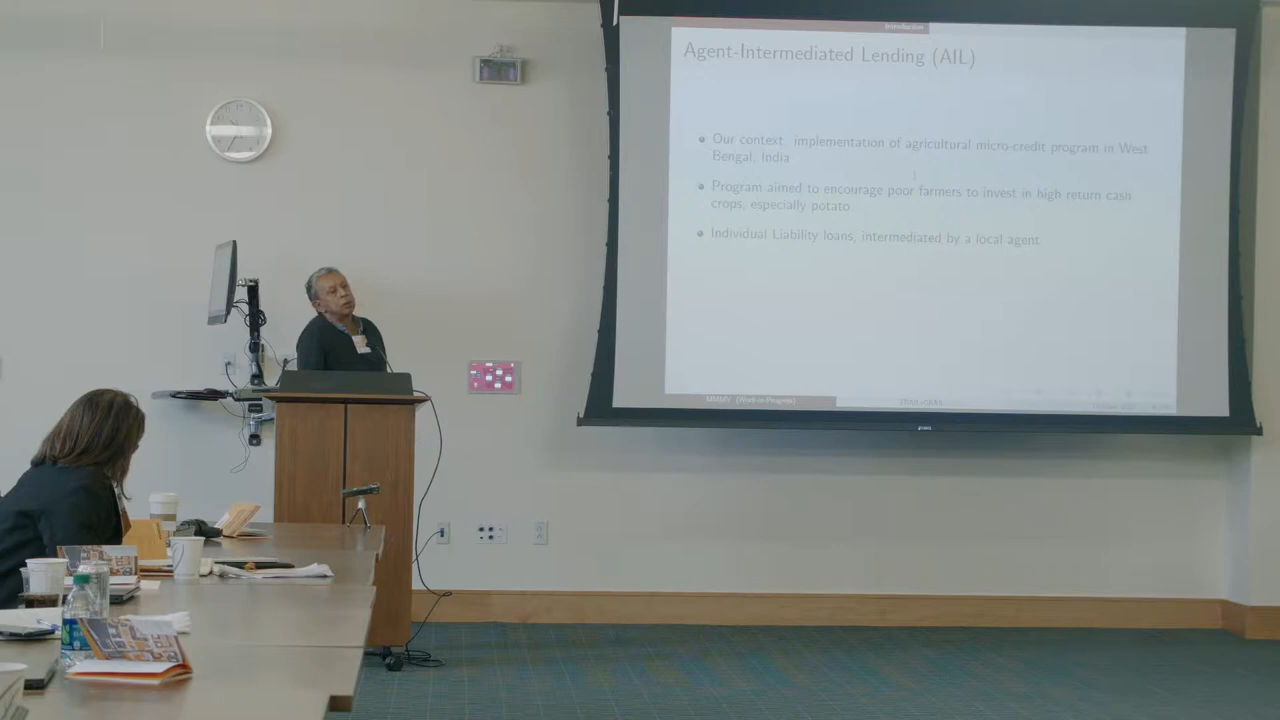 Introduction
Agent-Intermediated Lending (AIL)
Our context: implementation of agricultural micro-credit program in West
Bengal, India
Program aimed to encourage poor farmers to invest in high return cash
crops, especially potato.
Individual Liability loans, intermediated by a local agent
MMMV (Work-in-Progress)